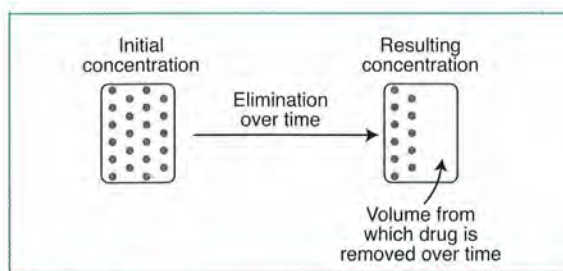 Initial
concentration
Elimination
over time
Resulting
concentration
Volume from
which drug is
removed over time